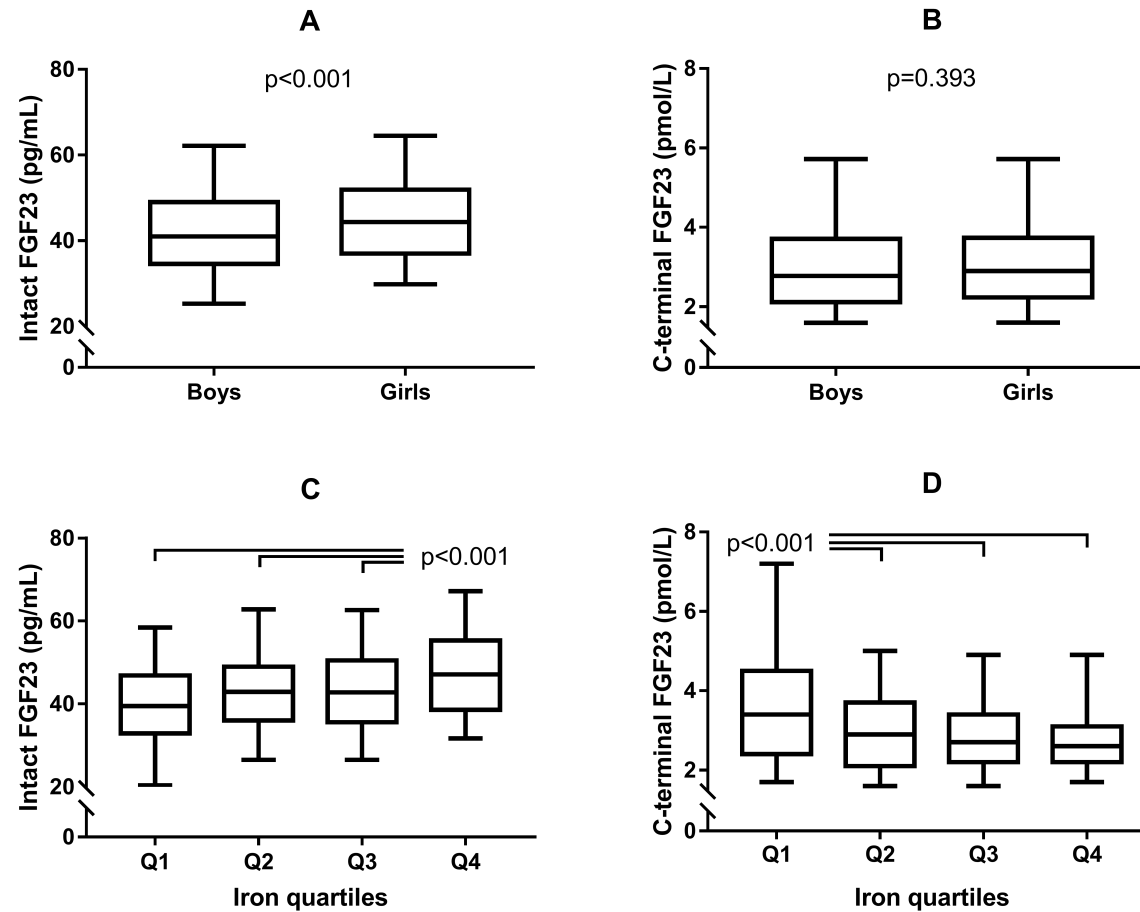 A
Intact FGF23 (pg/mL)
80
60
40
20
0
p<0.001
Boys Girls
B
C-terminal FGF23 (pmol/L)
8
6
4
2
0
p=0.393
Boys Girls
C
Intact FGF23 (pg/mL)
80
60
40
20
0
p<0.001
Q1 Q2 Q3 Q4
Iron quartiles
D
C-terminal FGF23 (pmol/L)
8
6
4
2
0
p<0.001
Q1 Q2 Q3 Q4
Iron quartiles